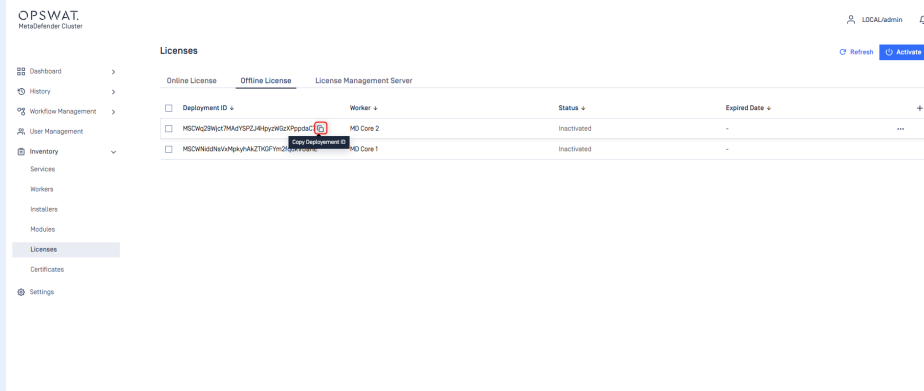 OPSWAT.
MetaDefender Cluster
LOCAL/admin
Licenses
Refresh
Activate
Dashboard
History
Workflow Management
User Management
Inventory
Services
Workers
Installers
Modules
Licenses
Certificates
Settings
Online License
Offline License
License Management Server
Deployment ID
Worker
Status
Expired Date
MD Core 2
Inactivated
-
Copy Deployement ID
MD Core 1
Inactivated
-